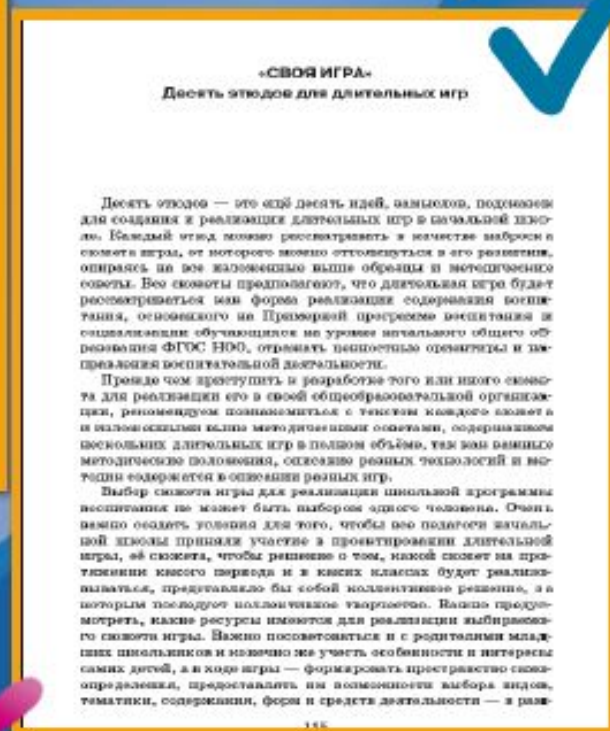 «СВОЯ ИГРА»
Десять этюдов для длительных игр
Десять этюдов — это ещё десять идей, замыслов, подсказок
для создания и реализации длительных игр в начальной шко-
ле. Каждый этюд можно рассматривать в качестве наброска
сюжета игры, от которого можно оттолкнуться в его развитии,
опираясь на все изложенные выше образцы и методические
советы. Все сюжеты предполагают, что длительная игра будет
рассматриваться как форма реализации содержания воспи-
тания, основанного на Примерной программе воспитания и
социализации обучающихся на уровне начального общего об-
разования ФГОС НОО, отражать ценностные ориентиры и на-
правления воспитательной деятельности.
Прежде чем приступить к разработке того или иного сюже-
та для реализации его в своей общеобразовательной организа-
ции, рекомендуем познакомиться с текстом каждого сюжета
и изложенными выше методическими советами, содержанием
нескольких длительных игр в полном объёме, так как важные
методические положения, описание разных технологий и ме-
тодик содержатся в описании разных игр.
Выбор сюжета игры для реализации школьной программы
воспитания не может быть выбором одного человека. Очень
важно создать условия для того, чтобы все педагоги началь-
ной школы приняли участие в проектировании длительной
игры, её сюжета, чтобы решение о том, какой сюжет на про-
тяжении какого периода и в каких классах будет реализо-
вываться, представляло бы собой коллективное решение, за
которым последует коллективное творчество. Важно преду-
мотреть, какие ресурсы имеются для реализации выбираемо-
го сюжета игры. Важно посоветоваться и с родителями млад-
ших школьников и конечно же учесть особенности и интересы
самих детей, а в ходе игры — формировать пространство само-
определения, предоставлять им возможности выбора видов,
тематики, содержания, форм и средств деятельности — в раз-